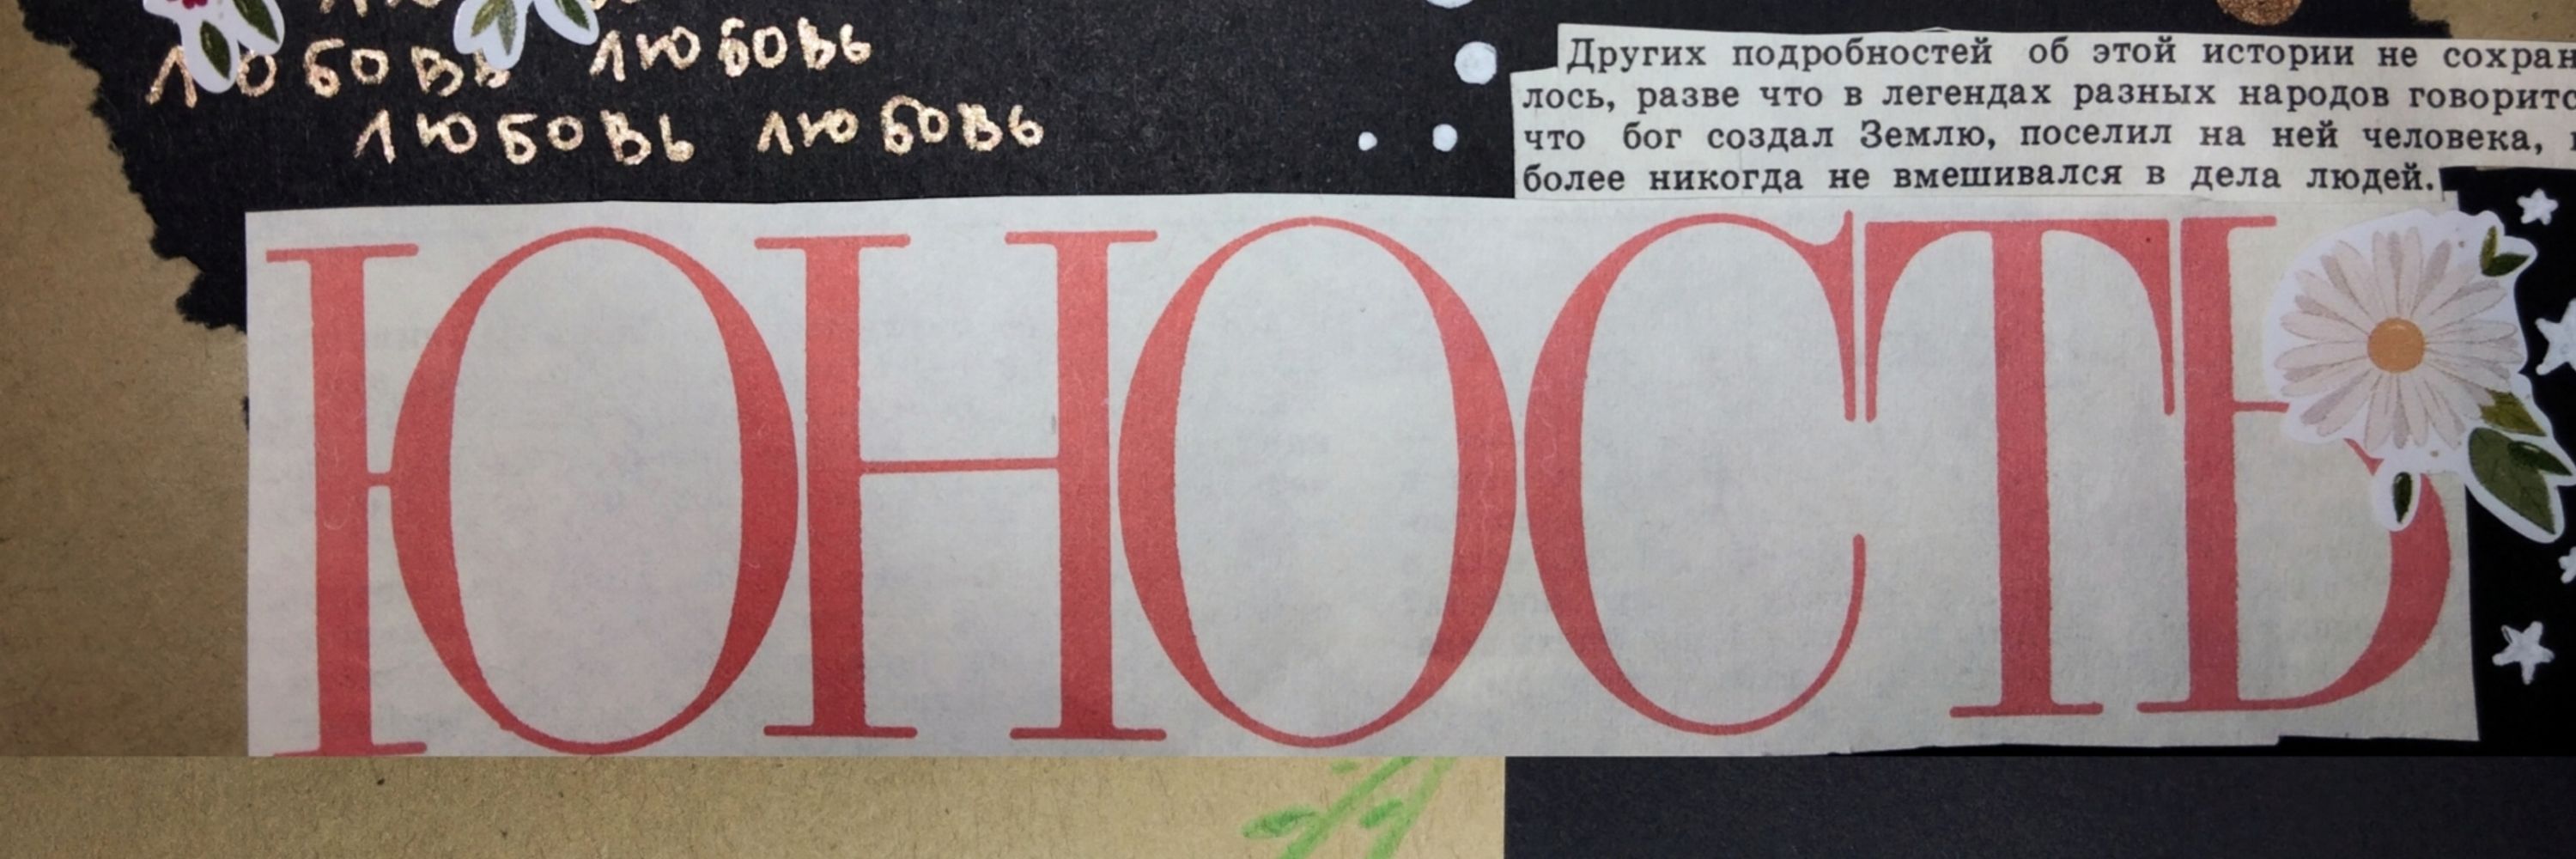 любовь любовь
любовь любовь
Других подробностей об этой истории не сохран
лось, разве что в легендах разных народов говоритс
что бог создал Землю, поселил на ней человека,
более никогда не вмешивался в дела людей.
ЮНОСТЬ